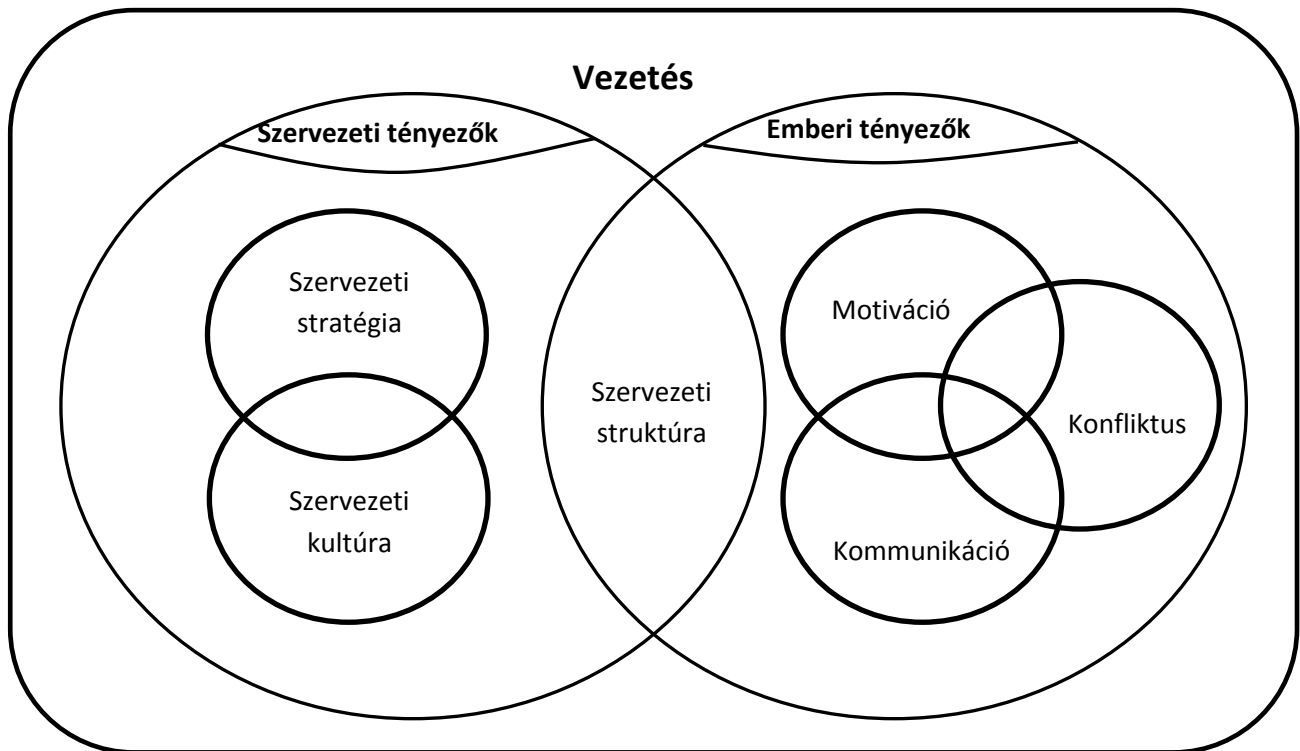 Vezetés
Szervezeti tényezők
Emberi tényezők
Szervezeti
stratégia
Szervezeti
kultúra
Szervezeti
struktúra
Motiváció
Konfliktus
Kommunikáció